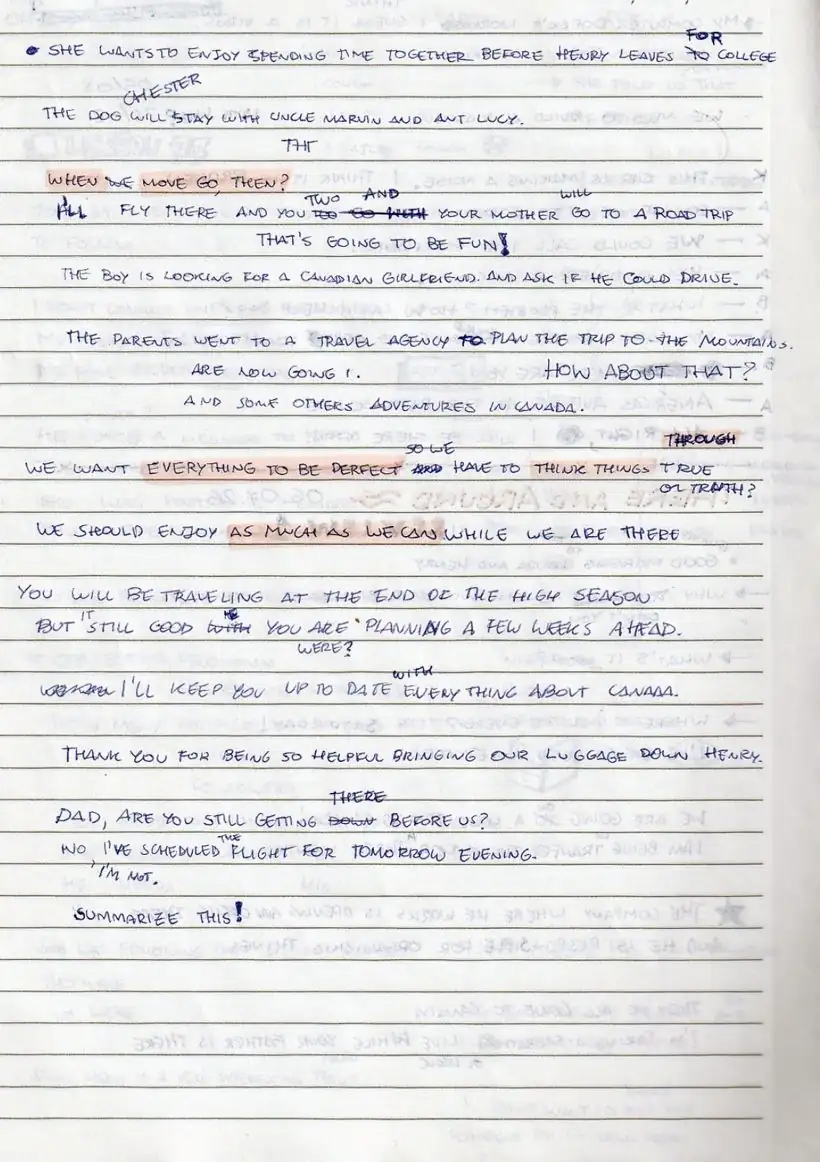 • SHE WANTS TO ENJOY SPENDING TIME TOGETHER BEFORE HENRY LEAVES TO FOR COLLEGE
THE DOG CHESTER WILL STAY WITH UNCLE MARVIN AND ANT LUCY.
WHEN WE MOVE GO, THEN?
I'LL FLY THERE AND YOU TWO AND YOUR MOTHER WILL GO TO A ROAD TRIP
THAT'S GOING TO BE FUN!
THE BOY IS LOOKING FOR A CANADIAN GIRLFRIEND. AND ASK IF HE COULD DRIVE.
THE PARENTS WENT TO A TRAVEL AGENCY TO PLAN THE TRIP TO THE MOUNTAINS.
ARE NOW GOING 1. HOW ABOUT THAT?
AND SOME OTHERS ADVENTURES IN CANADA.
THROUGH
WE WANT EVERYTHING TO BE PERFECT AND SO WE HAVE TO THINK THINGS TRUE
OR TRUTH?
WE SHOULD ENJOY AS MUCH AS WE CAN WHILE WE ARE THERE
YOU WILL BE TRAVELING AT THE END OF THE HIGH SEASON
BUT IT STILL GOOD WITH YOU ARE PLANNING A FEW WEEKS AHEAD.
WERE?
I'LL KEEP YOU UP TO DATE WITH EVERYTHING ABOUT CANADA.
THANK YOU FOR BEING SO HELPFUL BRINGING OUR LUGGAGE DOWN HENRY.
DAD, ARE YOU STILL GETTING DOWN THERE BEFORE US?
NO, I'VE SCHEDULED THE FLIGHT FOR TOMORROW EVENING.
I'M NOT.
SUMMARIZE THIS!